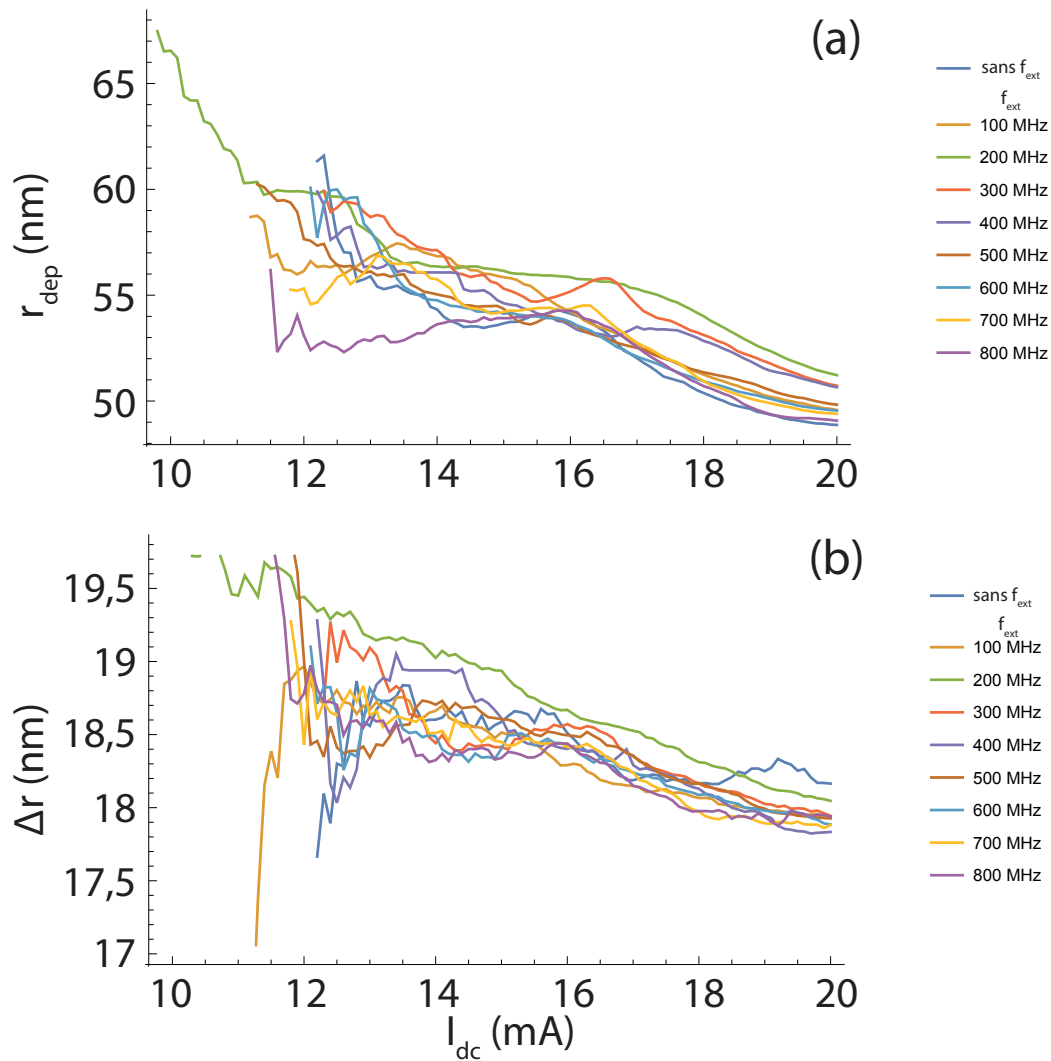 (a)
65
60
55
50
r_dep (nm)
10 12 14 16 18 20
sans f_ext
f_ext
100 MHz
200 MHz
300 MHz
400 MHz
500 MHz
600 MHz
700 MHz
800 MHz
(b)
19,5
19
18,5
18
17,5
17
Δr (nm)
10 12 14 16 18 20
I_dc (mA)
sans f_ext
f_ext
100 MHz
200 MHz
300 MHz
400 MHz
500 MHz
600 MHz
700 MHz
800 MHz